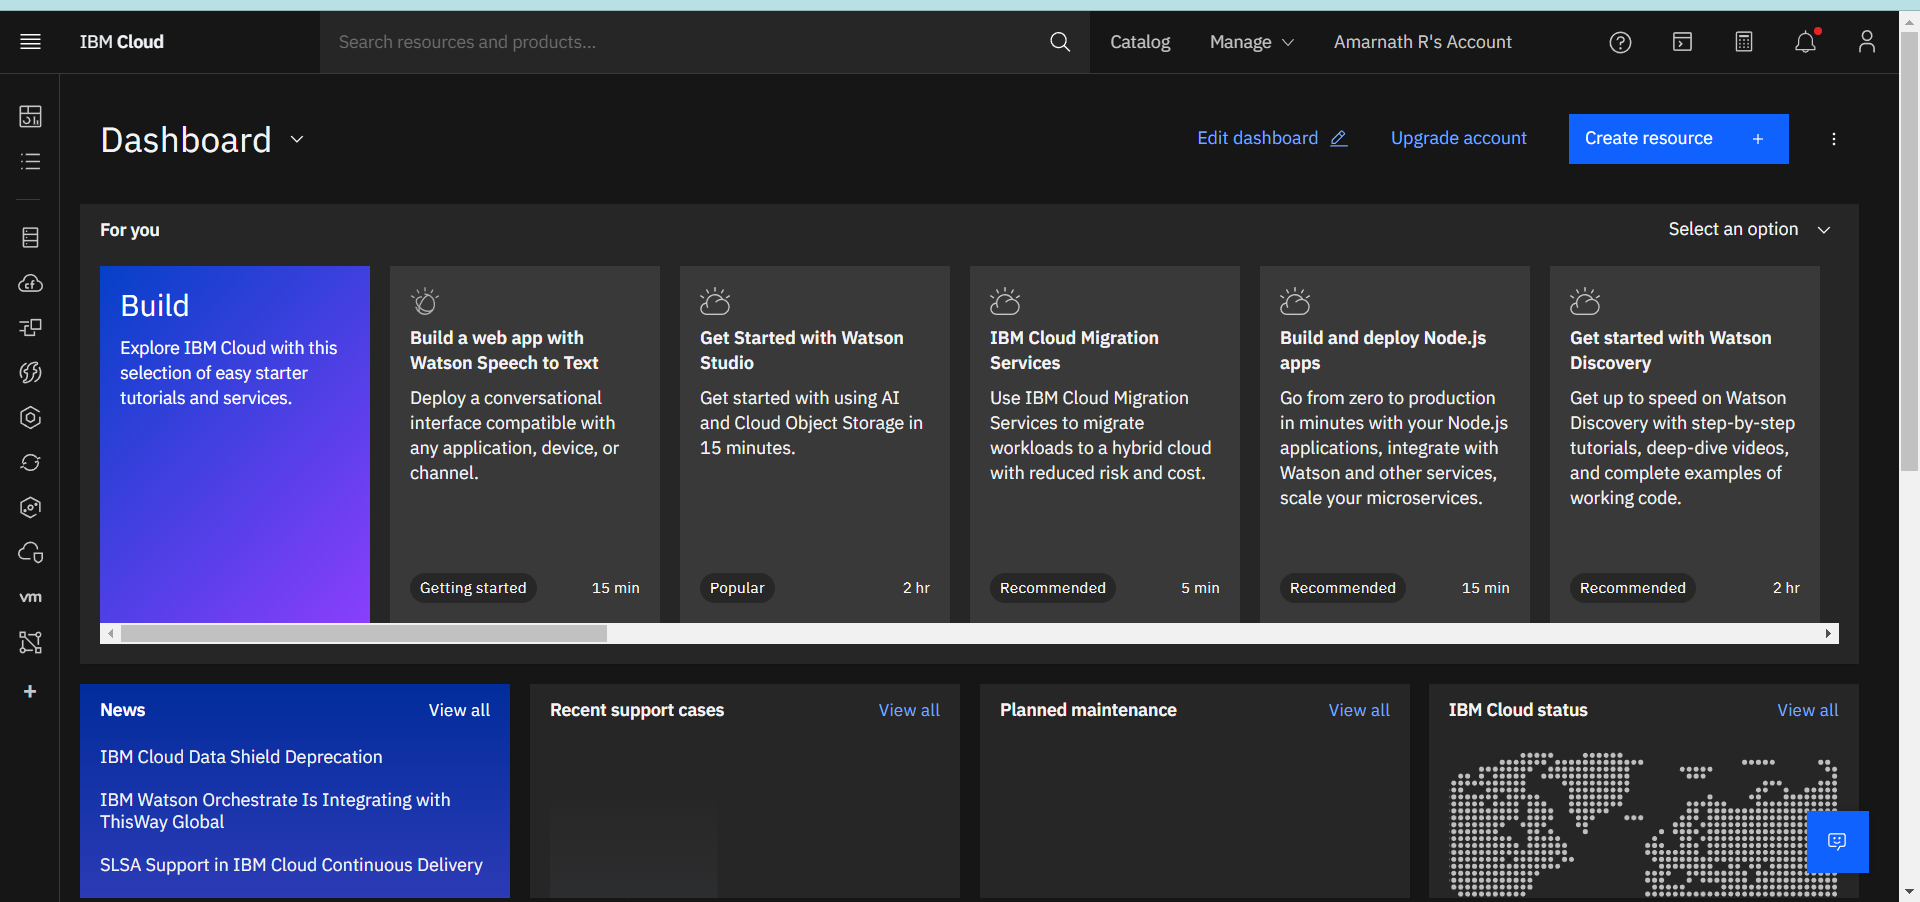 IBM Cloud
Search resources and products...
Catalog
Manage
Amarnath R's Account
Dashboard
Edit dashboard
Upgrade account
Create resource +
For you
Select an option
Build
Explore IBM Cloud with this
selection of easy starter
tutorials and services.
Build a web app with
Watson Speech to Text
Deploy a conversational
interface compatible with
any application, device, or
channel.
Getting started
15 min
Get Started with Watson
Studio
Get started with using AI
and Cloud Object Storage in
15 minutes.
Popular
2 hr
IBM Cloud Migration
Services
Use IBM Cloud Migration
Services to migrate
workloads to a hybrid cloud
with reduced risk and cost.
Recommended
5 min
Build and deploy Node.js
apps
Go from zero to production
in minutes with your Node.js
applications, integrate with
Watson and other services,
scale your microservices.
Recommended
15 min
Get started with Watson
Discovery
Get up to speed on Watson
Discovery with step-by-step
tutorials, deep-dive videos,
and complete examples of
working code.
Recommended
2 hr
cf
vm
+
News
View all
IBM Cloud Data Shield Deprecation
IBM Watson Orchestrate Is Integrating with
ThisWay Global
SLSA Support in IBM Cloud Continuous Delivery
Recent support cases
View all
Planned maintenance
View all
IBM Cloud status
View all